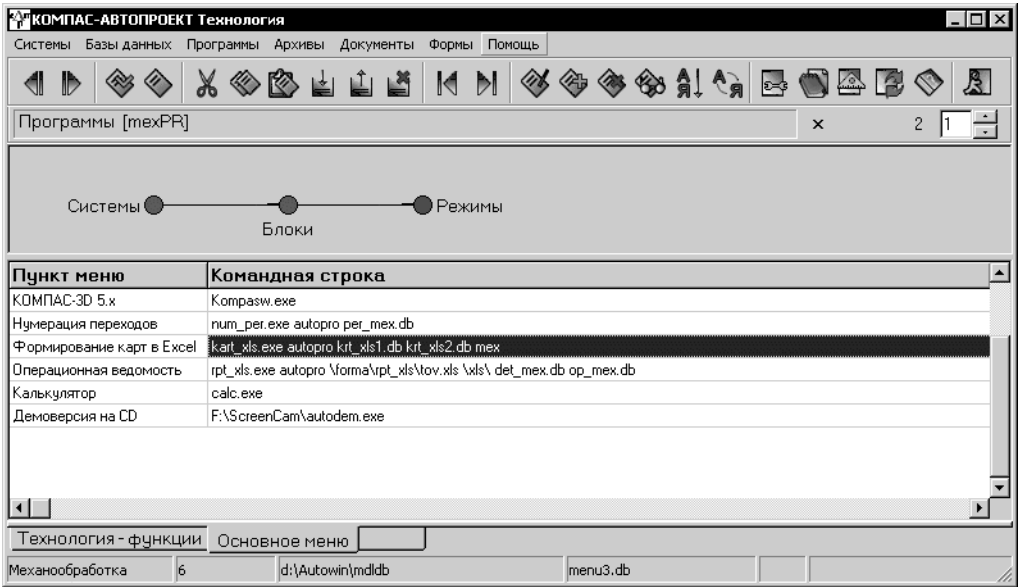 КОМПАС-АВТОПРОЕКТ Технология
Системы Базы данных Программы Архивы Документы Формы Помощь
Программы [mexPR] × 2 1
Системы Режимы
Блоки
Пункт меню Командная строка
КОМПАС-3D 5.x Kompasw.exe
Нумерация переходов num_per.exe autopro per_mex.db
Формирование карт в Excel kart_xls.exe autopro krt_xls1.db krt_xls2.db mex
Операционная ведомость rpt_xls.exe autopro \forma\rpt_xls\tov.xls \xls\ det_mex.db op_mex.db
Калькулятор calc.exe
Демоверсия на CD F:\ScreenCam\autodem.exe
Технология - функции Основное меню
Механообработка 6 d:\Autowin\mdldb menu3.db